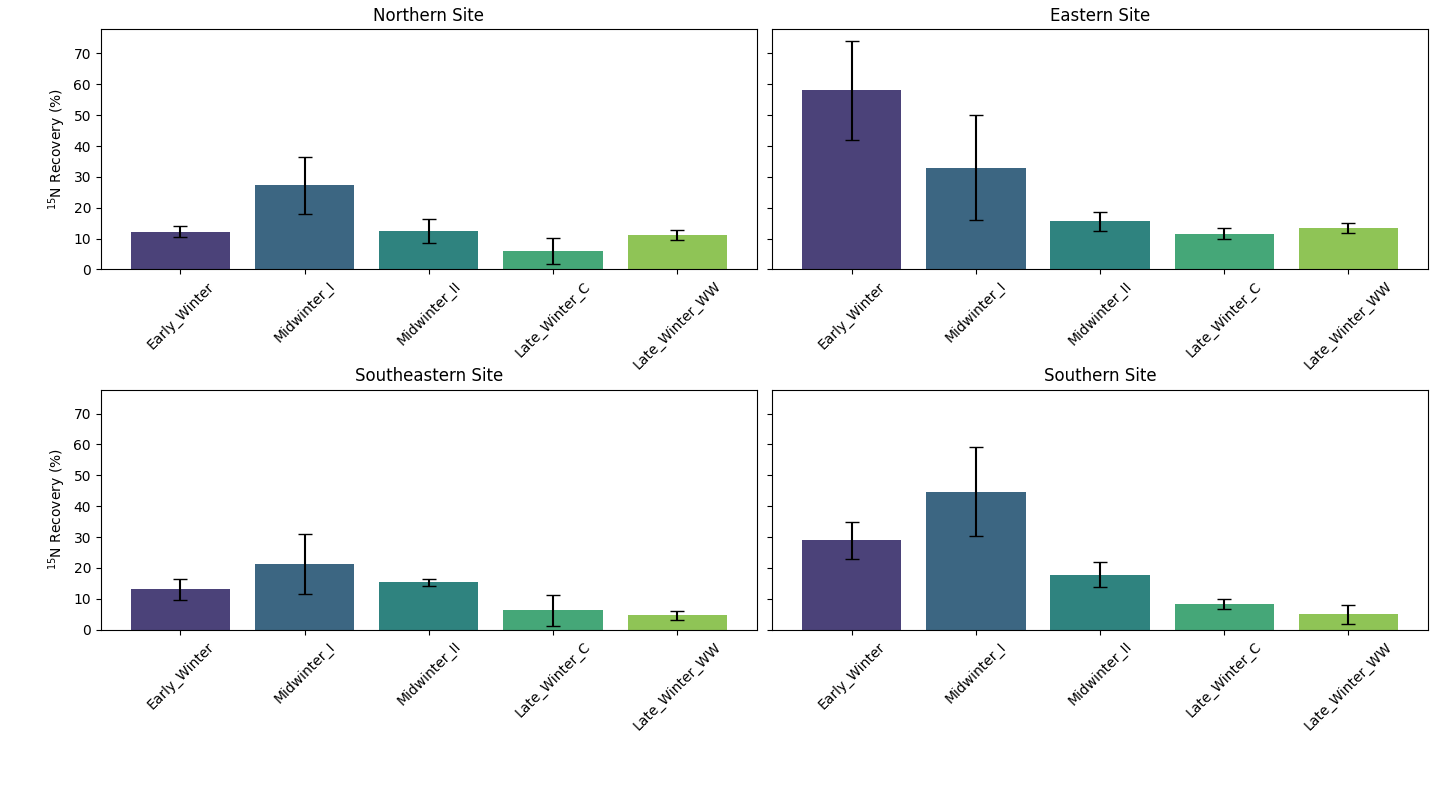 Northern Site
Eastern Site
¹⁵N Recovery (%)
70
60
50
40
30
20
10
0
Early_Winter
Midwinter_I
Midwinter_II
Late_Winter_C
Late_Winter_WW
Early_Winter
Midwinter_I
Midwinter_II
Late_Winter_C
Late_Winter_WW
Southeastern Site
Southern Site
¹⁵N Recovery (%)
70
60
50
40
30
20
10
0
Early_Winter
Midwinter_I
Midwinter_II
Late_Winter_C
Late_Winter_WW
Early_Winter
Midwinter_I
Midwinter_II
Late_Winter_C
Late_Winter_WW